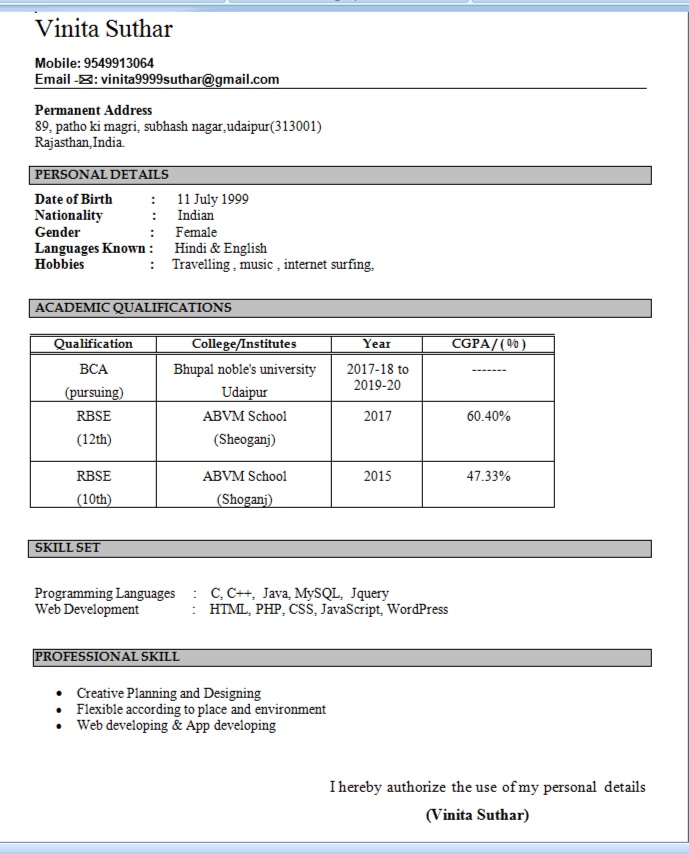 Vinita Suthar
Mobile: 9549913064
Email -✉: vinita9999suthar@gmail.com
Permanent Address
89, patho ki magri, subhash nagar,udaipur(313001)
Rajasthan,India.
PERSONAL DETAILS
Date of Birth : 11 July 1999
Nationality : Indian
Gender : Female
Languages Known : Hindi & English
Hobbies : Travelling , music , internet surfing,
ACADEMIC QUALIFICATIONS
Qualification College/Institutes Year CGPA/(%)
BCA Bhupal noble's university 2017-18 to -------
(pursuing) Udaipur 2019-20
RBSE ABVM School 2017 60.40%
(12th) (Sheoganj)
RBSE ABVM School 2015 47.33%
(10th) (Shoganj)
SKILL SET
Programming Languages : C, C++, Java, MySQL, Jquery
Web Development : HTML, PHP, CSS, JavaScript, WordPress
PROFESSIONAL SKILL
• Creative Planning and Designing
• Flexible according to place and environment
• Web developing & App developing
I hereby authorize the use of my personal details
(Vinita Suthar)